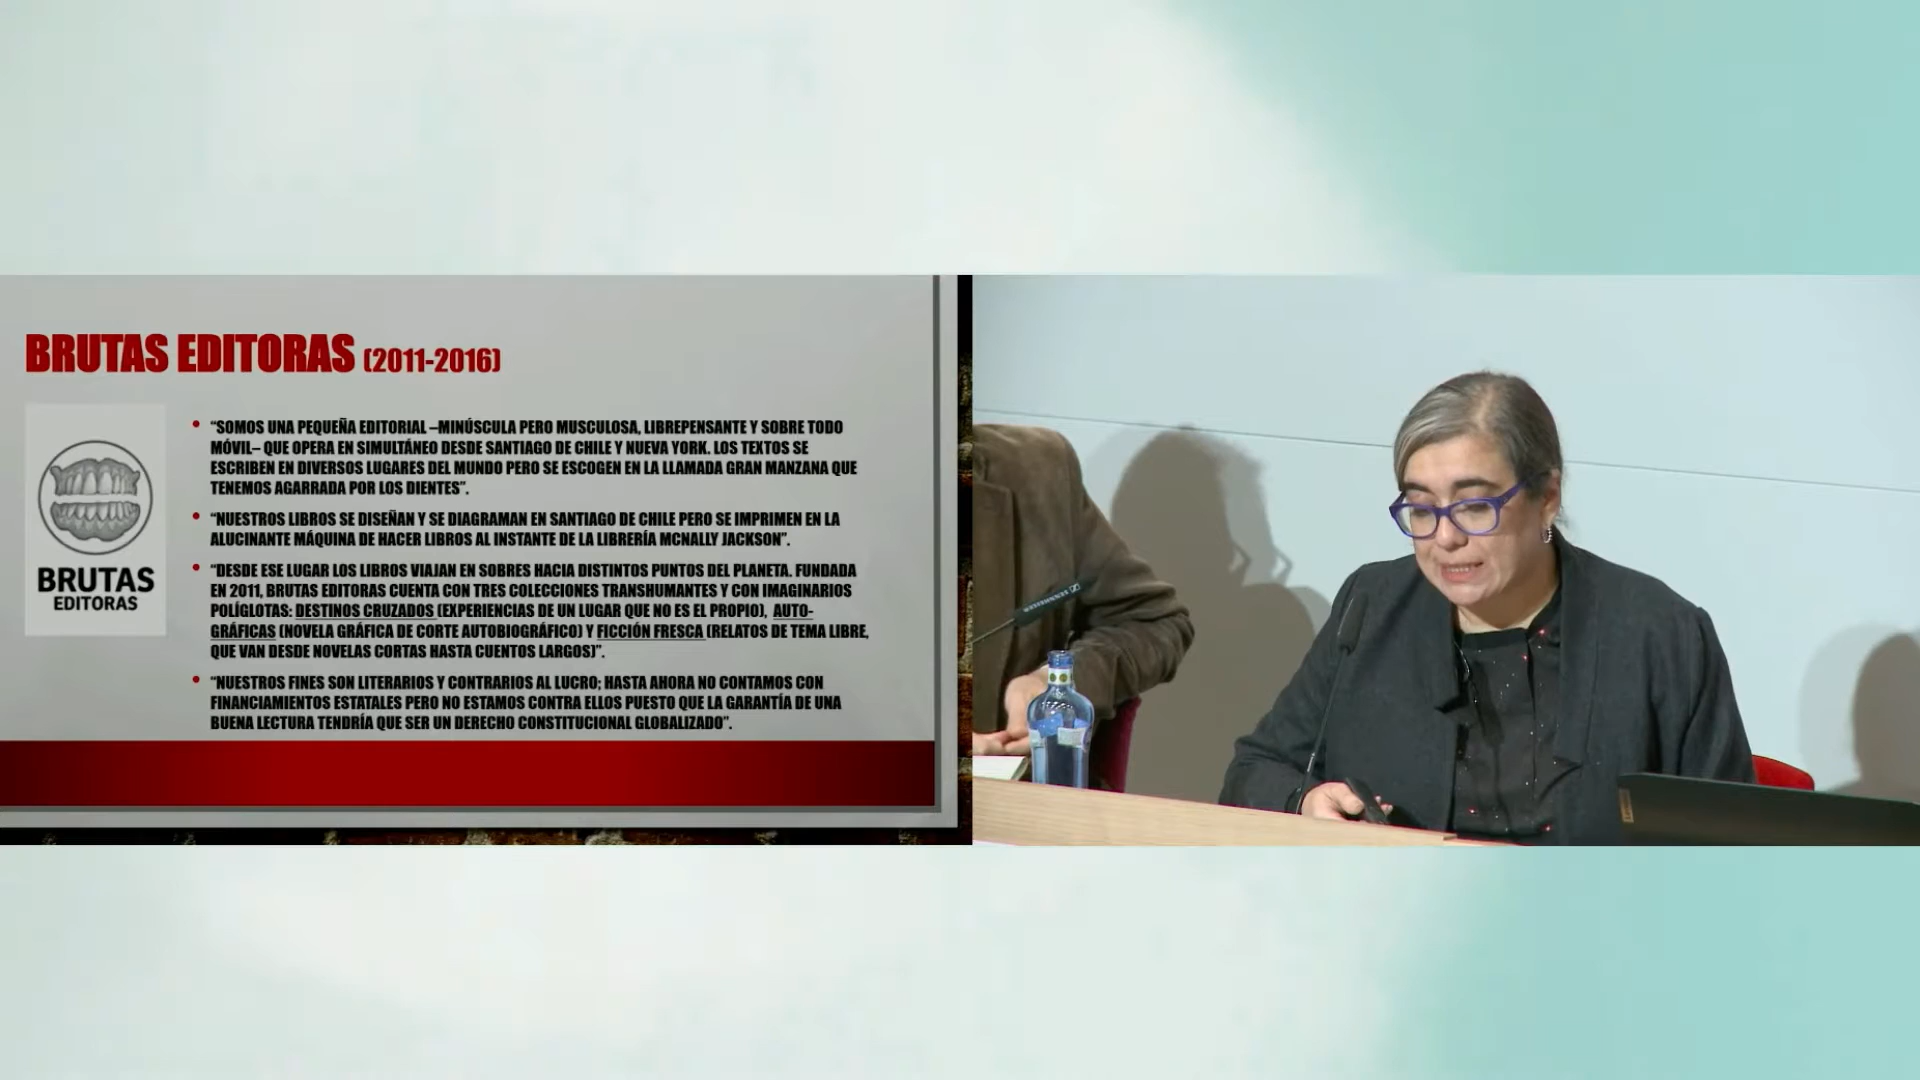 BRUTAS EDITORAS (2011-2016)
• “SOMOS UNA PEQUEÑA EDITORIAL –MINÚSCULA PERO MUSCULOSA, LIBREPENSANTE Y SOBRE TODO
MÓVIL– QUE OPERA EN SIMULTÁNEO DESDE SANTIAGO DE CHILE Y NUEVA YORK. LOS TEXTOS SE
ESCRIBEN EN DIVERSOS LUGARES DEL MUNDO PERO SE ESCOGEN EN LA LLAMADA GRAN MANZANA QUE
TENEMOS AGARRADA POR LOS DIENTES”.
• “NUESTROS LIBROS SE DISEÑAN Y SE DIAGRAMAN EN SANTIAGO DE CHILE PERO SE IMPRIMEN EN LA
ALUCINANTE MÁQUINA DE HACER LIBROS AL INSTANTE DE LA LIBRERÍA MCNALLY JACKSON”.
• “DESDE ESE LUGAR LOS LIBROS VIAJAN EN SOBRES HACIA DISTINTOS PUNTOS DEL PLANETA. FUNDADA
EN 2011, BRUTAS EDITORAS CUENTA CON TRES COLECCIONES TRANSHUMANTES Y CON IMAGINARIOS
POLÍGLOTAS: DESTINOS CRUZADOS (EXPERIENCIAS DE UN LUGAR QUE NO ES EL PROPIO), AUTO-
GRÁFICAS (NOVELA GRÁFICA DE CORTE AUTOBIOGRÁFICO) Y FICCIÓN FRESCA (RELATOS DE TEMA LIBRE,
QUE VAN DESDE NOVELAS CORTAS HASTA CUENTOS LARGOS)”.
• “NUESTROS FINES SON LITERARIOS Y CONTRARIOS AL LUCRO; HASTA AHORA NO CONTAMOS CON
FINANCIAMIENTOS ESTATALES PERO NO ESTAMOS CONTRA ELLOS PUESTO QUE LA GARANTÍA DE UNA
BUENA LECTURA TENDRÍA QUE SER UN DERECHO CONSTITUCIONAL GLOBALIZADO”.
BRUTAS
EDITORAS
SENNHEISER